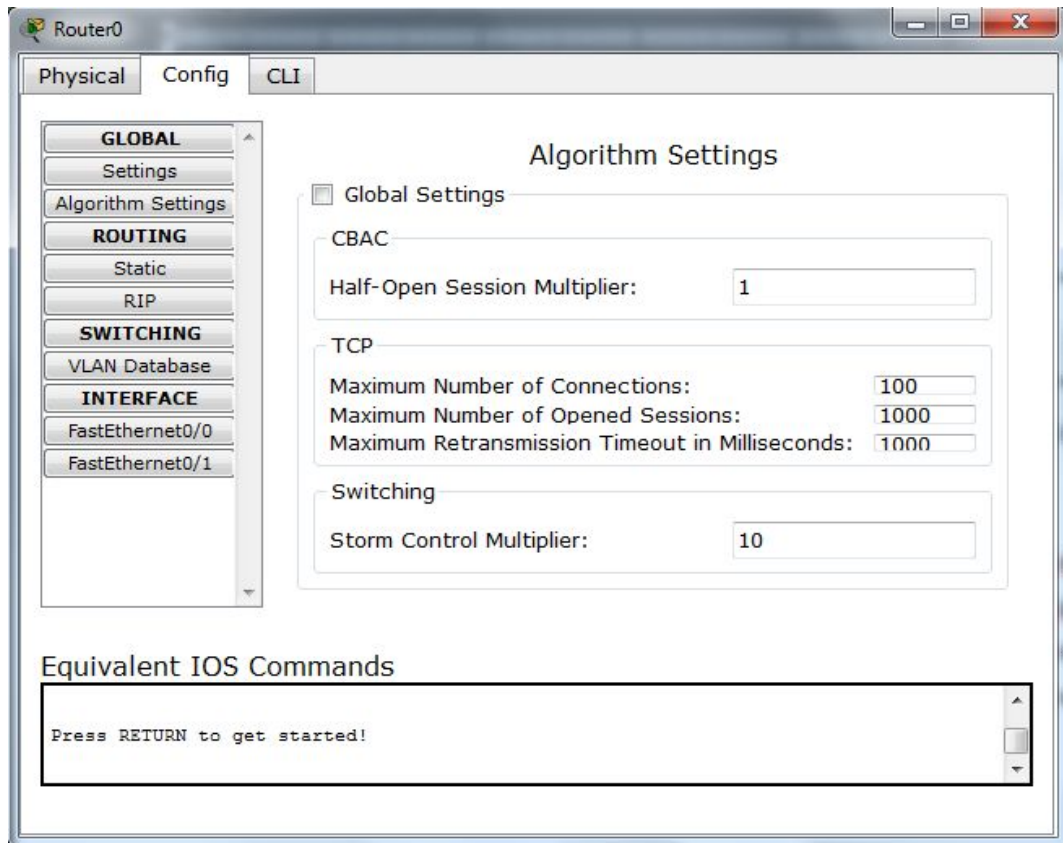 Router0
Physical Config CLI
GLOBAL
Settings
Algorithm Settings
ROUTING
Static
RIP
SWITCHING
VLAN Database
INTERFACE
FastEthernet0/0
FastEthernet0/1
Algorithm Settings
Global Settings
CBAC
Half-Open Session Multiplier: 1
TCP
Maximum Number of Connections: 100
Maximum Number of Opened Sessions: 1000
Maximum Retransmission Timeout in Milliseconds: 1000
Switching
Storm Control Multiplier: 10
Equivalent IOS Commands
Press RETURN to get started!